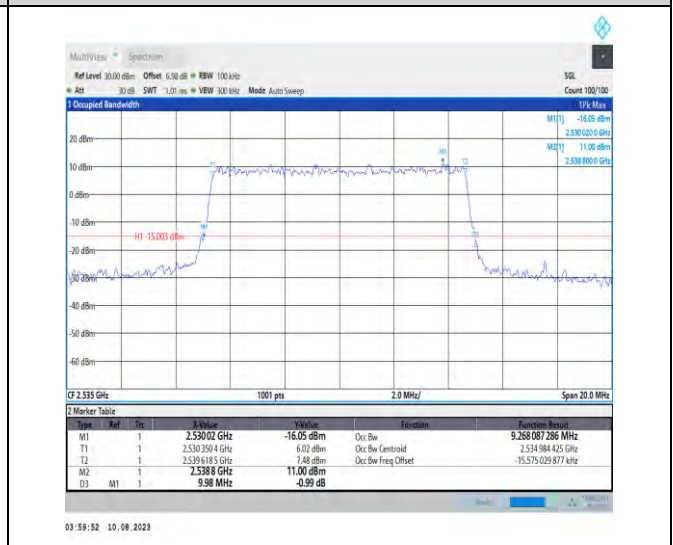 MultiView Spectrum
Ref Level 30.00 dBm Offset 6.98 dB RBW 100 kHz SGL
Att 30 dB SWT 1.01 ms VBW 300 kHz Mode Auto Sweep Count 100/100
1 Occupied Bandwidth 1Pk Max
M1[1] -16.05 dBm
2.530 020 0 GHz
M2[1] 11.00 dBm
2.538 800 0 GHz
20 dBm
M2
T1 T2
10 dBm
0 dBm
-10 dBm
M1
H1 -15.003 dBm
D3
-20 dBm
-30 dBm
-40 dBm
-50 dBm
-60 dBm
CF 2.535 GHz 1001 pts 2.0 MHz/ Span 20.0 MHz
2 Marker Table
Type Ref Trc X-Value Y-Value Function Function Result
M1 1 2.53002 GHz -16.05 dBm Occ Bw 9.268 087 286 MHz
T1 1 2.530 350 4 GHz 6.02 dBm Occ Bw Centroid 2.534 984 425 GHz
T2 1 2.539 618 5 GHz 7.48 dBm Occ Bw Freq Offset -15.575 029 877 kHz
M2 1 2.538 8 GHz 11.00 dBm
D3 M1 1 9.98 MHz -0.99 dB
03:59:52 10.08.2023